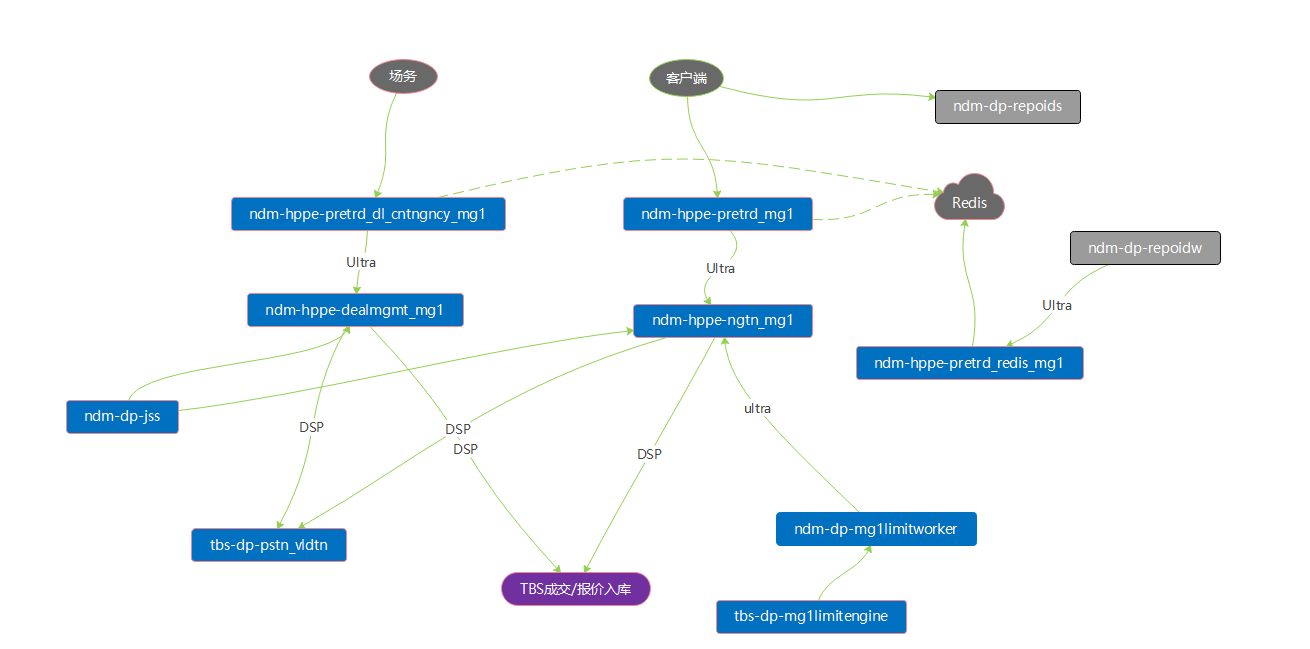 场务
客户端
ndm-dp-repoids
Redis
ndm-hppe-pretrd_dl_cntngncy_mg1
ndm-hppe-pretrd_mg1
ndm-dp-repoidw
Ultra
Ultra
Ultra
ndm-hppe-dealmgmt_mg1
ndm-hppe-ngtn_mg1
ndm-hppe-pretrd_redis_mg1
ndm-dp-jss
ultra
DSP
DSP
DSP
DSP
ndm-dp-mg1limitworker
tbs-dp-pstn_vldtn
TBS成交/报价入库
tbs-dp-mg1limitengine